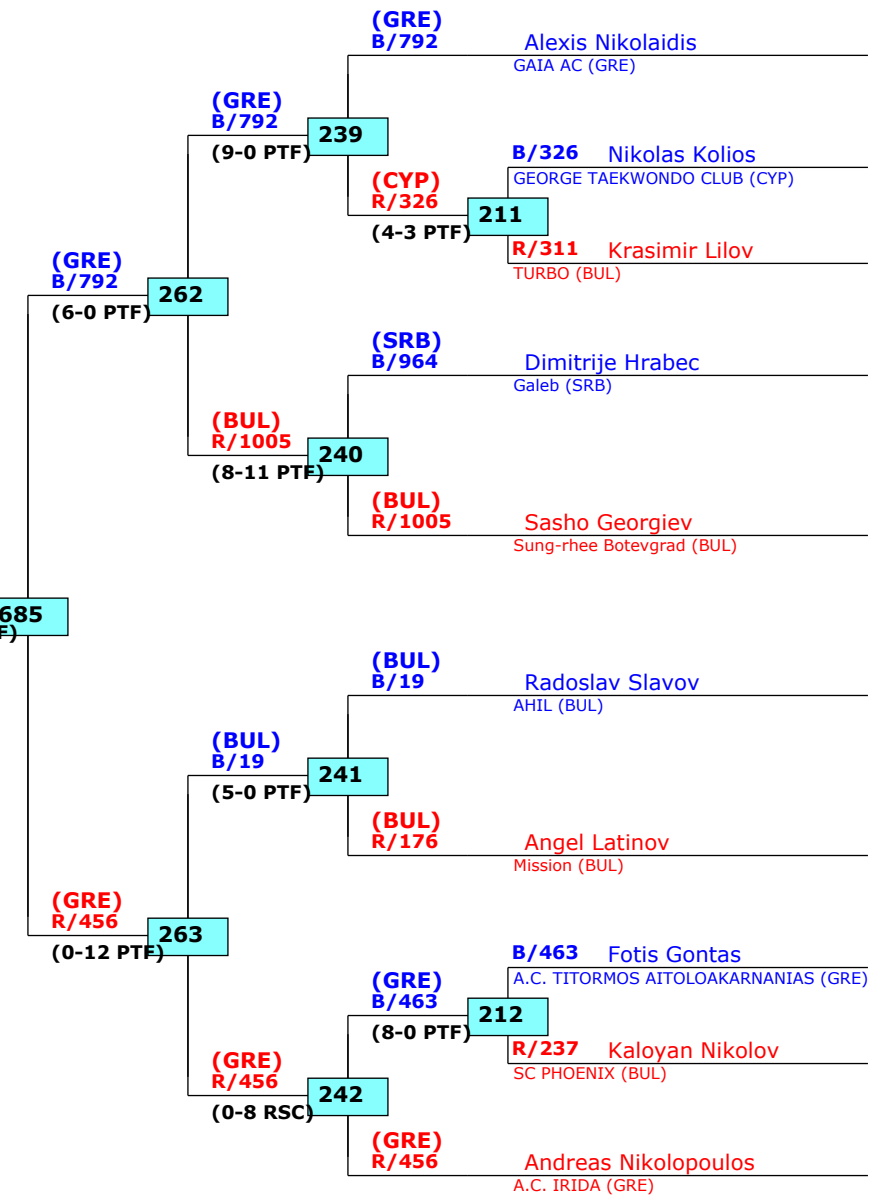 (GRE)
B/792 Alexis Nikolaidis
GAIA AC (GRE)
(GRE)
B/792
239
(9-0 PTF)
B/326 Nikolas Kolios
GEORGE TAEKWONDO CLUB (CYP)
(CYP)
R/326
211
(4-3 PTF)
R/311 Krasimir Lilov
TURBO (BUL)
(GRE)
B/792
262
(6-0 PTF)
(SRB)
B/964 Dimitrije Hrabec
Galeb (SRB)
(BUL)
R/1005
240
(8-11 PTF)
(BUL)
R/1005 Sasho Georgiev
Sung-rhee Botevgrad (BUL)
685
F)
(BUL)
B/19 Radoslav Slavov
AHIL (BUL)
(BUL)
B/19
241
(5-0 PTF)
(BUL)
R/176 Angel Latinov
Mission (BUL)
(GRE)
R/456
263
(0-12 PTF)
B/463 Fotis Gontas
A.C. TITORMOS AITOLOAKARNANIAS (GRE)
(GRE)
B/463
212
(8-0 PTF)
R/237 Kaloyan Nikolov
SC PHOENIX (BUL)
(GRE)
R/456
242
(0-8 RSC)
(GRE)
R/456 Andreas Nikolopoulos
A.C. IRIDA (GRE)